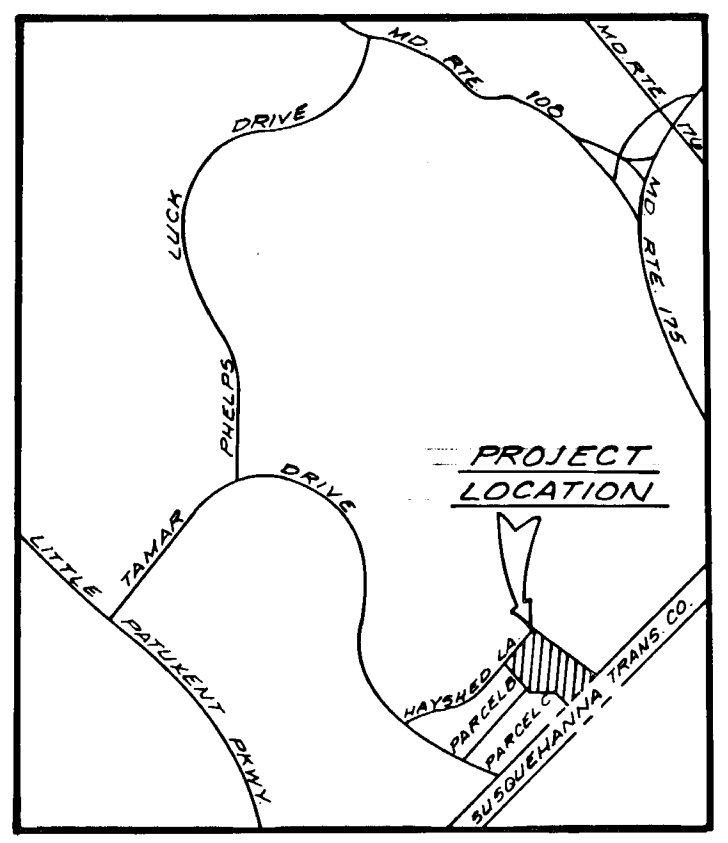 MD. RTE. 108
MD. RTE. 176
MD RTE. 175
PHELPS LUCK DRIVE
PROJECT
LOCATION
TAMAR DRIVE
LITTLE PATUXENT PKWY.
HAYSHED LA.
PARCEL B
PARCEL C
SUSQUEHANNA TRANS. CO.